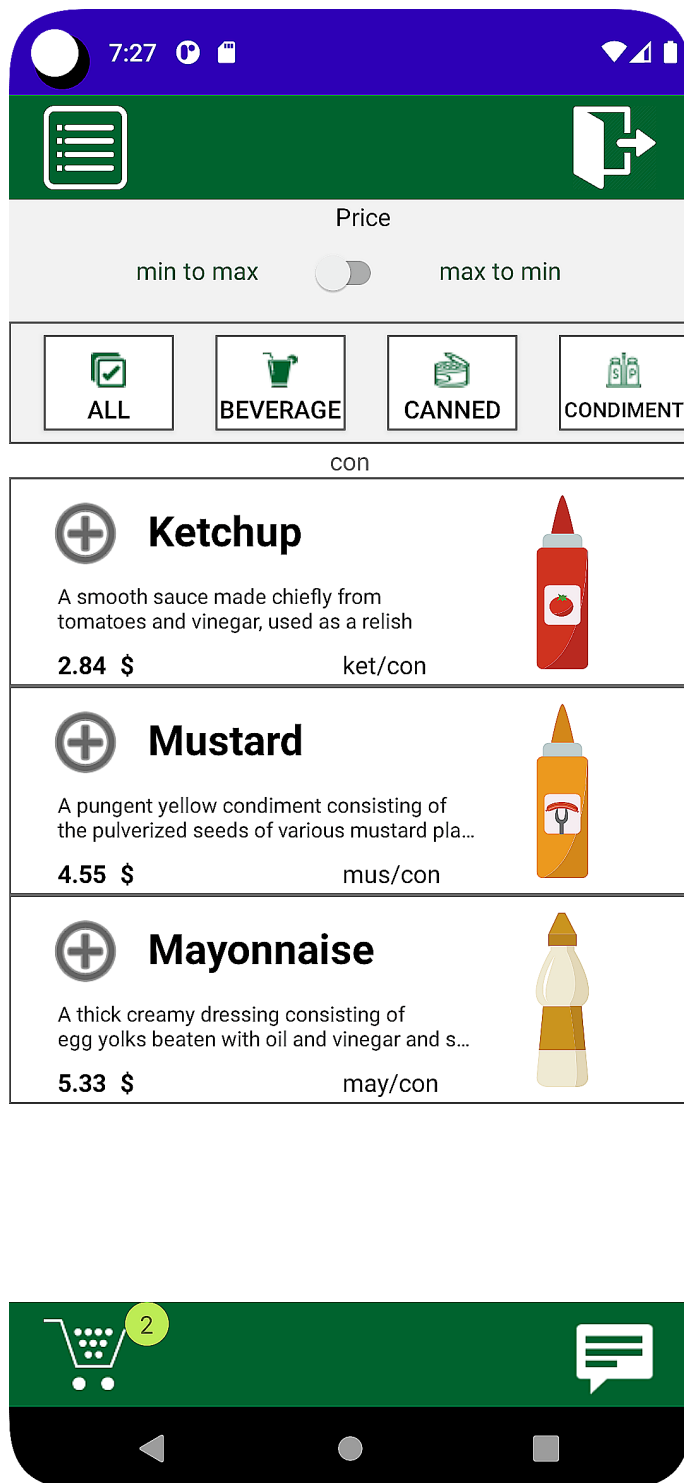 7:27
Price
min to max max to min
ALL BEVERAGE CANNED CONDIMENT
S P
con
Ketchup
A smooth sauce made chiefly from
tomatoes and vinegar, used as a relish
2.84 $ ket/con
Mustard
A pungent yellow condiment consisting of
the pulverized seeds of various mustard pla...
4.55 $ mus/con
Mayonnaise
A thick creamy dressing consisting of
egg yolks beaten with oil and vinegar and s...
5.33 $ may/con
2